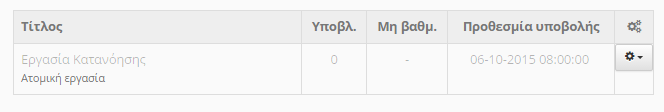 Τίτλος Υποβλ. Μη βαθμ. Προθεσμία υποβολής
Εργασία Κατανόησης 0 - 06-10-2015 08:00:00
Ατομική εργασία